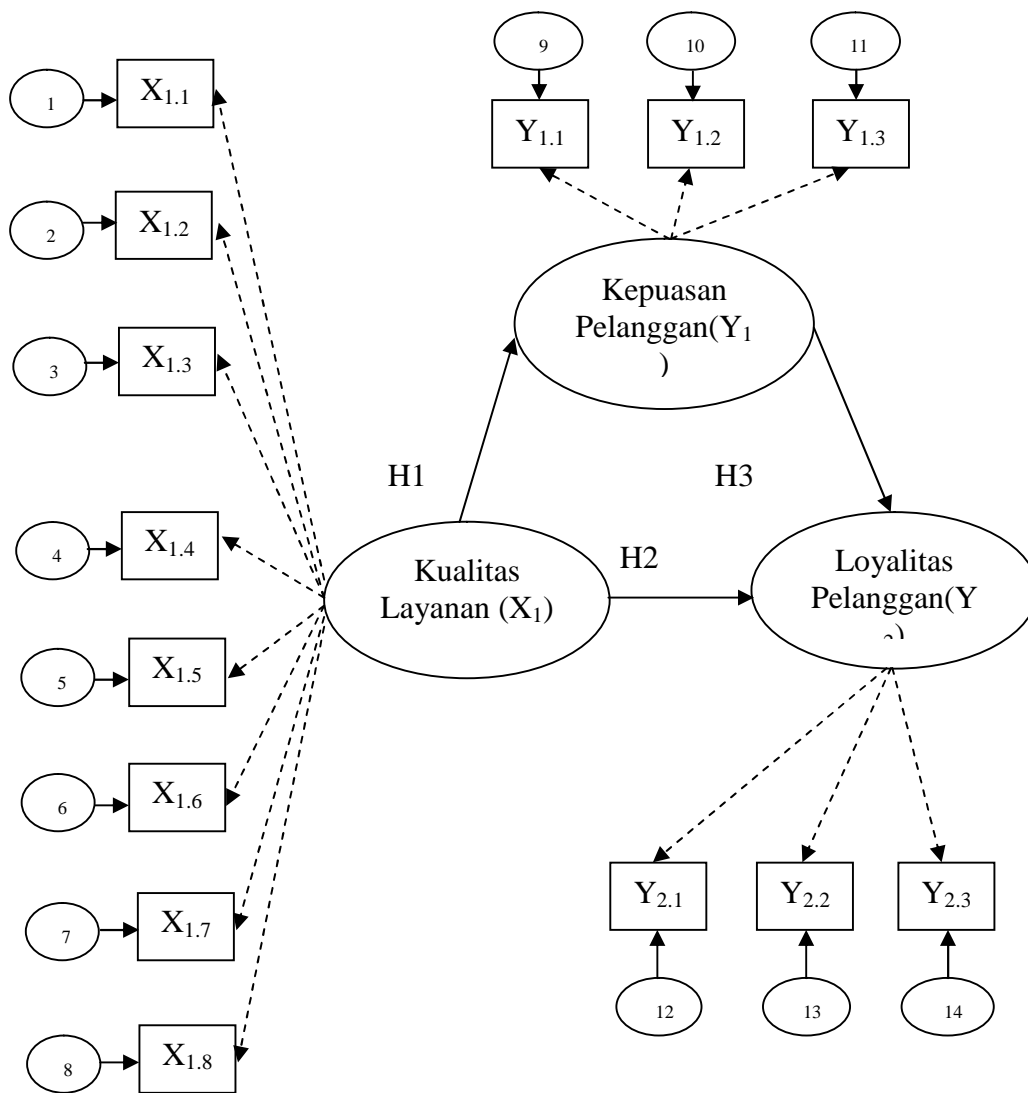 9
10
11
1
X1.1
Y1.1
Y1.2
Y1.3
2
X1.2
Kepuasan
Pelanggan(Y1
)
3
X1.3
H1
H3
4
X1.4
Kualitas
Layanan (X1)
H2
Loyalitas
Pelanggan(Y
2)
5
X1.5
6
X1.6
7
X1.7
Y2.1
Y2.2
Y2.3
8
X1.8
12
13
14